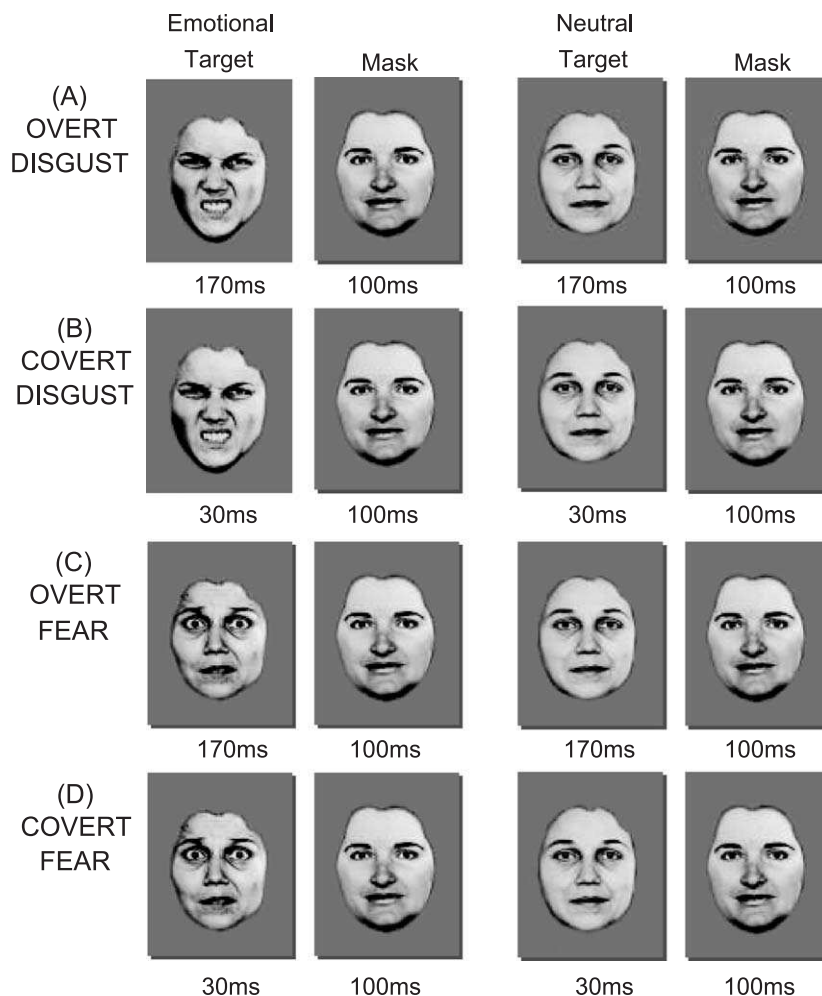 Emotional Neutral
Target Mask Target Mask
(A)
OVERT
DISGUST
170ms 100ms 170ms 100ms
(B)
COVERT
DISGUST
30ms 100ms 30ms 100ms
(C)
OVERT
FEAR
170ms 100ms 170ms 100ms
(D)
COVERT
FEAR
30ms 100ms 30ms 100ms